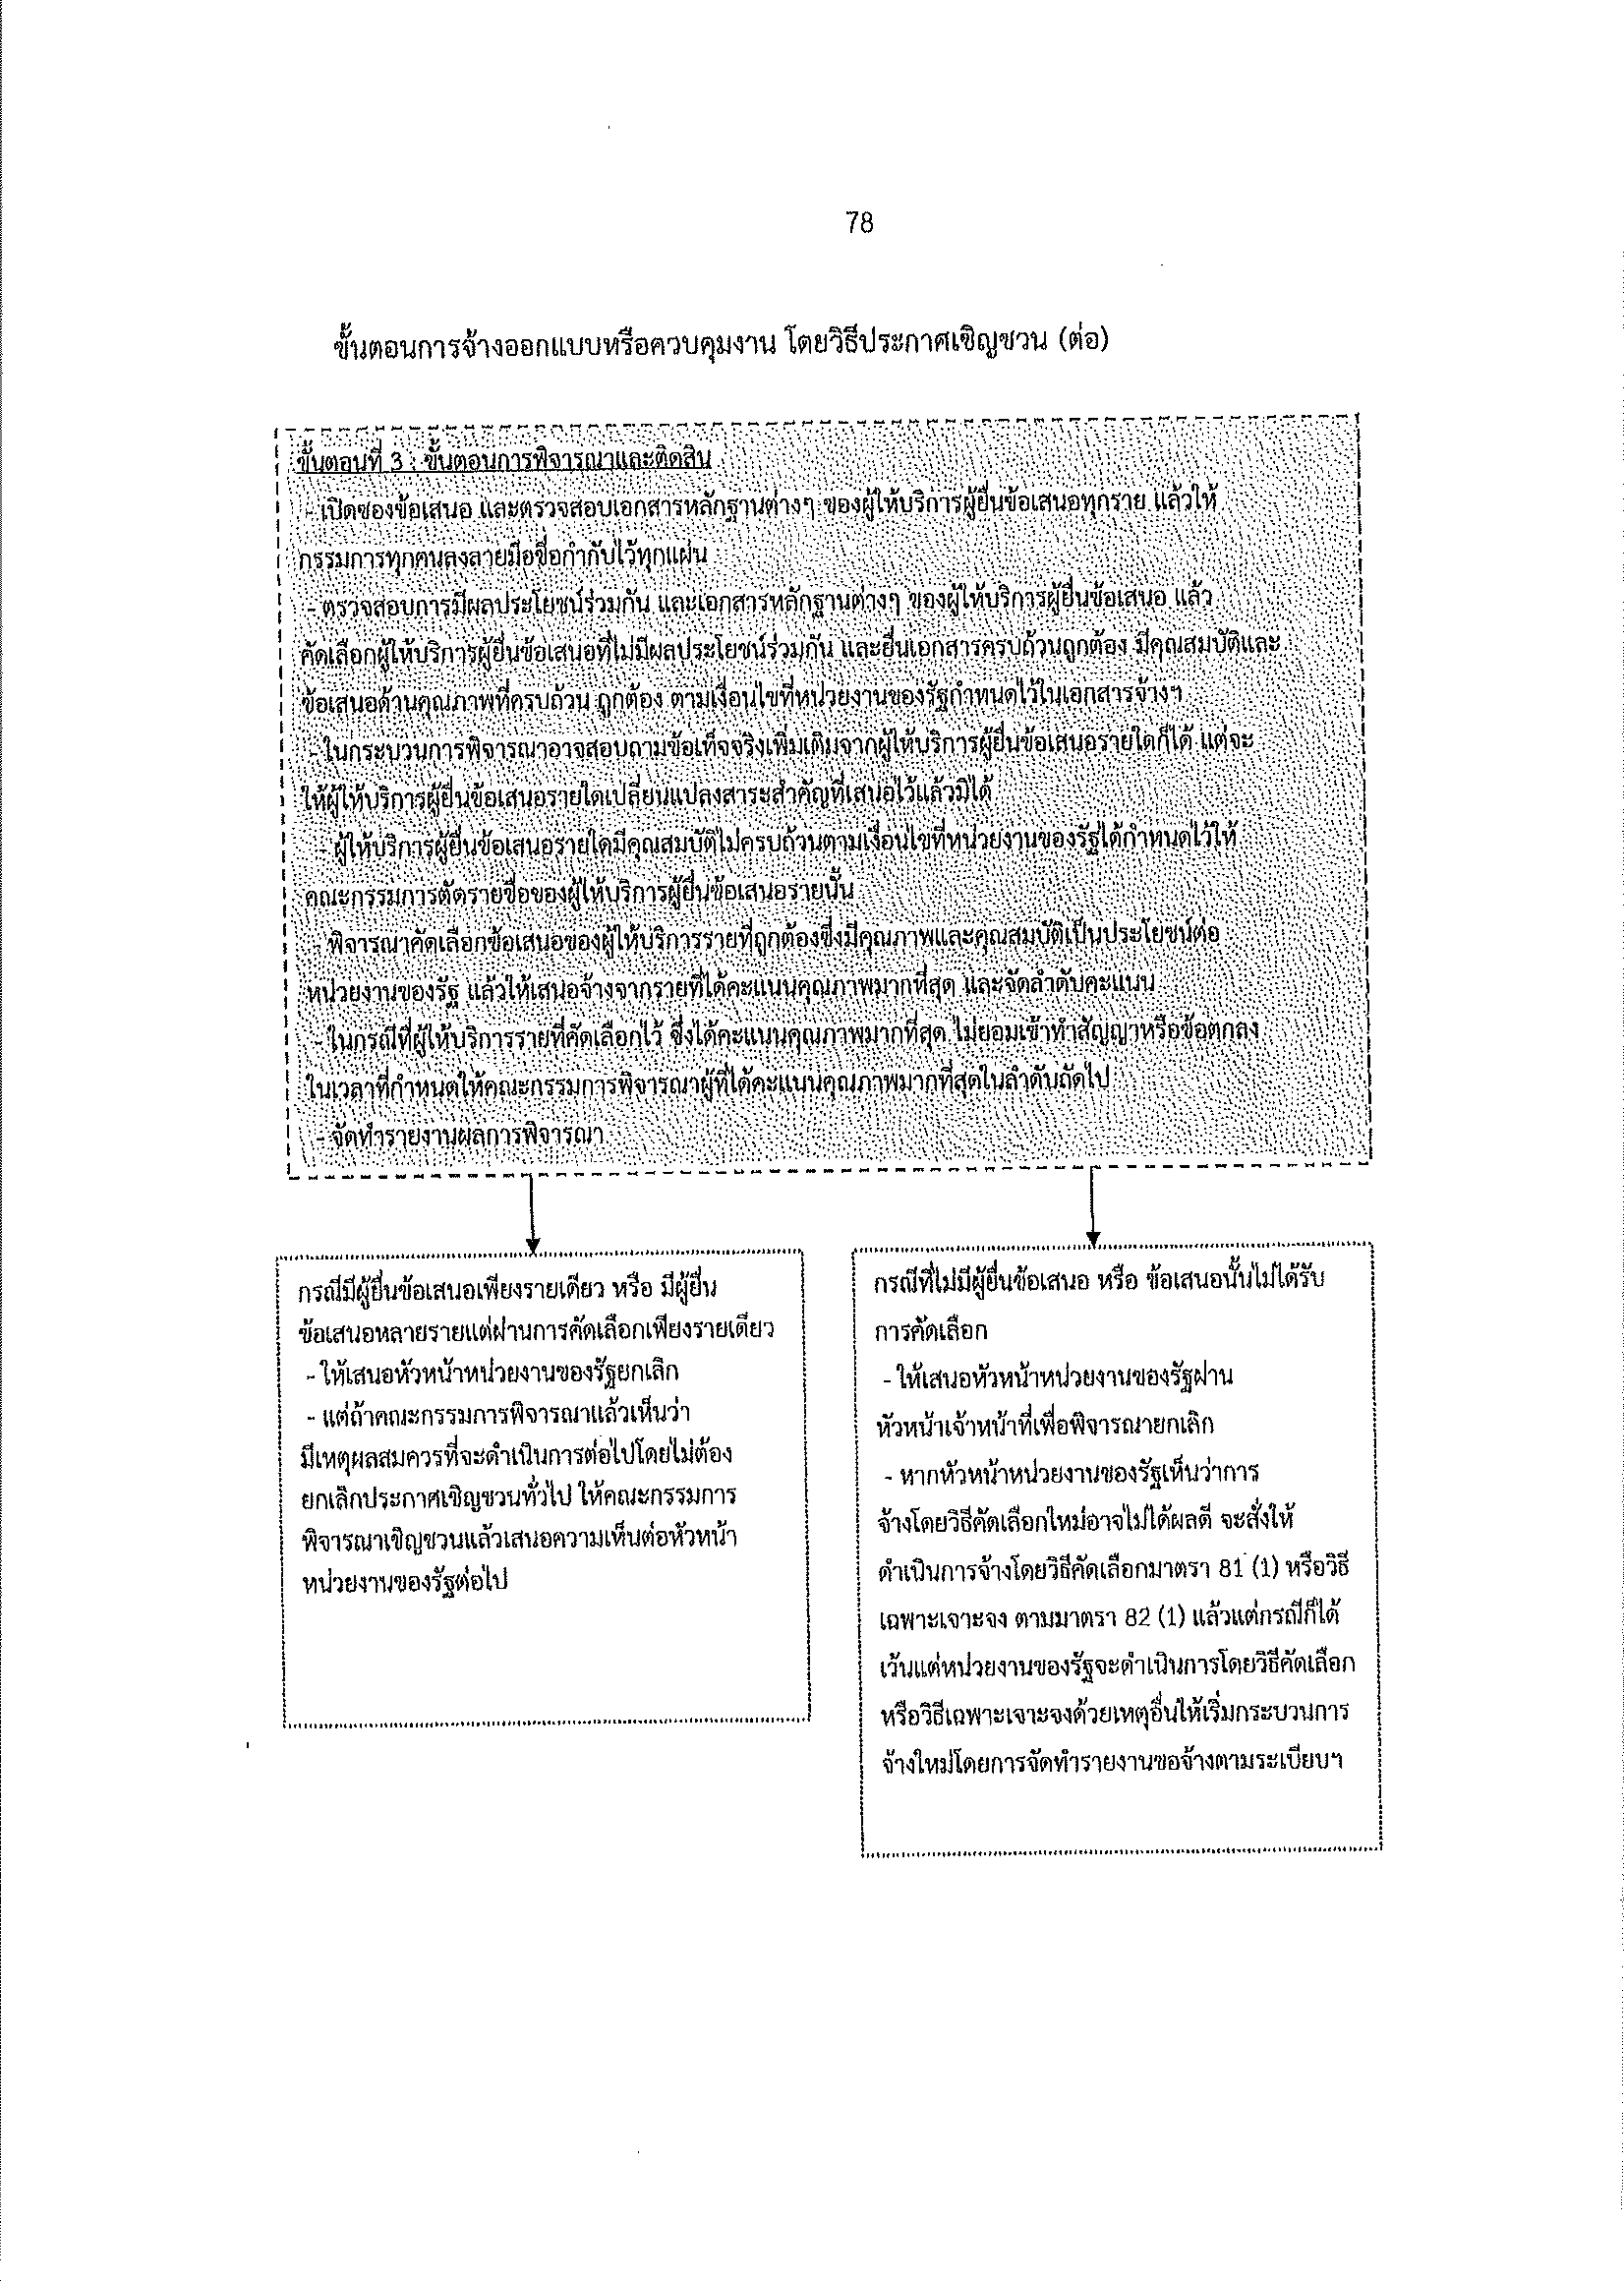 78
ขั้นตอนการจ้างออกแบบหรือควบคุมงาน โดยวิธีประกาศเชิญชวน (ต่อ)
ขั้นตอนที่ 3 : ขั้นตอนการพิจารณาและติดสิน
- เปิดซองข้อเสนอ และตรวจสอบเอกสารหลักฐานต่างๆ ของผู้ให้บริการผู้ยื่นข้อเสนอทุกราย แล้วให้
กรรมการทุกคนลงลายมือชื่อกำกับไว้ทุกแผ่น
- ตรวจสอบการมีผลประโยชน์ร่วมกัน และเอกสารหลักฐานต่างๆ ของผู้ให้บริการผู้ยื่นข้อเสนอ แล้ว
คัดเลือกผู้ให้บริการผู้ยื่นข้อเสนอที่ไม่มีผลประโยชน์ร่วมกัน และยื่นเอกสารครบถ้วนถูกต้อง มีคุณสมบัติและ
ข้อเสนอด้านคุณภาพที่ครบถ้วน ถูกต้อง ตามเงื่อนไขที่หน่วยงานของรัฐกำหนดไว้ในเอกสารจ้างฯ
- ในกระบวนการพิจารณาอาจสอบถามข้อเท็จจริงเพิ่มเติมจากผู้ให้บริการผู้ยื่นข้อเสนอรายใดก็ได้ แต่จะ
ให้ผู้ให้บริการผู้ยื่นข้อเสนอรายใดเปลี่ยนแปลงสาระสำคัญที่เสนอไว้แล้วมิได้
- ผู้ให้บริการผู้ยื่นข้อเสนอรายใดมีคุณสมบัติไม่ครบถ้วนตามเงื่อนไขที่หน่วยงานของรัฐได้กำหนดไว้ให้
คณะกรรมการตัดรายชื่อของผู้ให้บริการผู้ยื่นข้อเสนอรายนั้น
- พิจารณาคัดเลือกข้อเสนอของผู้ให้บริการรายที่ถูกต้องซึ่งมีคุณภาพและคุณสมบัติเป็นประโยชน์ต่อ
หน่วยงานของรัฐ แล้วให้เสนอจ้างจากรายที่ได้คะแนนคุณภาพมากที่สุด และจัดลำดับคะแนน
- ในกรณีที่ผู้ให้บริการรายที่คัดเลือกไว้ ซึ่งได้คะแนนคุณภาพมากที่สุด ไม่ยอมเข้าทำสัญญาหรือข้อตกลง
ในเวลาที่กำหนดให้คณะกรรมการพิจารณาผู้ที่ได้คะแนนคุณภาพมากที่สุดในลำดับถัดไป
- จัดทำรายงานผลการพิจารณา
กรณีมีผู้ยื่นข้อเสนอเพียงรายเดียว หรือ มีผู้ยื่น
ข้อเสนอหลายรายแต่ผ่านการคัดเลือกเพียงรายเดียว
- ให้เสนอหัวหน้าหน่วยงานของรัฐยกเลิก
- แต่ถ้าคณะกรรมการพิจารณาแล้วเห็นว่า
มีเหตุผลสมควรที่จะดำเนินการต่อไปโดยไม่ต้อง
ยกเลิกประกาศเชิญชวนทั่วไป ให้คณะกรรมการ
พิจารณาเชิญชวนแล้วเสนอความเห็นต่อหัวหน้า
หน่วยงานของรัฐต่อไป
กรณีที่ไม่มีผู้ยื่นข้อเสนอ หรือ ข้อเสนอนั้นไม่ได้รับ
การคัดเลือก
- ให้เสนอหัวหน้าหน่วยงานของรัฐผ่าน
หัวหน้าเจ้าหน้าที่เพื่อพิจารณายกเลิก
- หากหัวหน้าหน่วยงานของรัฐเห็นว่าการ
จ้างโดยวิธีคัดเลือกใหม่อาจไม่ได้ผลดี จะสั่งให้
ดำเนินการจ้างโดยวิธีคัดเลือกมาตรา 81 (1) หรือวิธี
เฉพาะเจาะจง ตามมาตรา 82 (1) แล้วแต่กรณีก็ได้
เว้นแต่หน่วยงานของรัฐจะดำเนินการโดยวิธีคัดเลือก
หรือวิธีเฉพาะเจาะจงด้วยเหตุอื่นให้เริ่มกระบวนการ
จ้างใหม่โดยการจัดทำรายงานขอจ้างตามระเบียบฯ